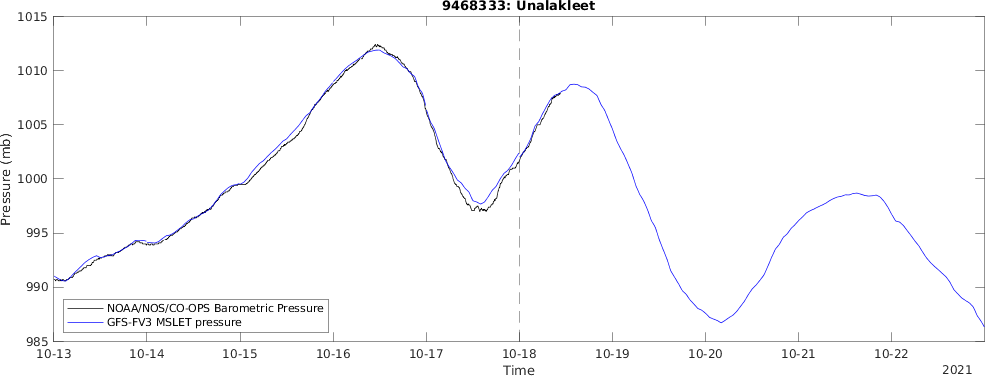 9468333: Unalakleet
1015
1010
1005
1000
995
990
985
Pressure (mb)
NOAA/NOS/CO-OPS Barometric Pressure
GFS-FV3 MSLET pressure
10-13 10-14 10-15 10-16 10-17 10-18 10-19 10-20 10-21 10-22
Time
2021